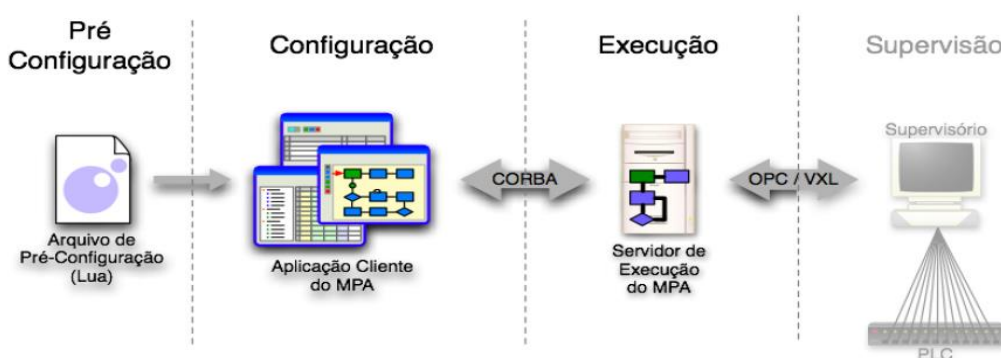 Pré
Configuração
Configuração
Execução
Supervisão
Arquivo de
Pré-Configuração
(Lua)
Aplicação Cliente
do MPA
CORBA
Servidor de
Execução
do MPA
OPC / VXL
Supervisório
PLC